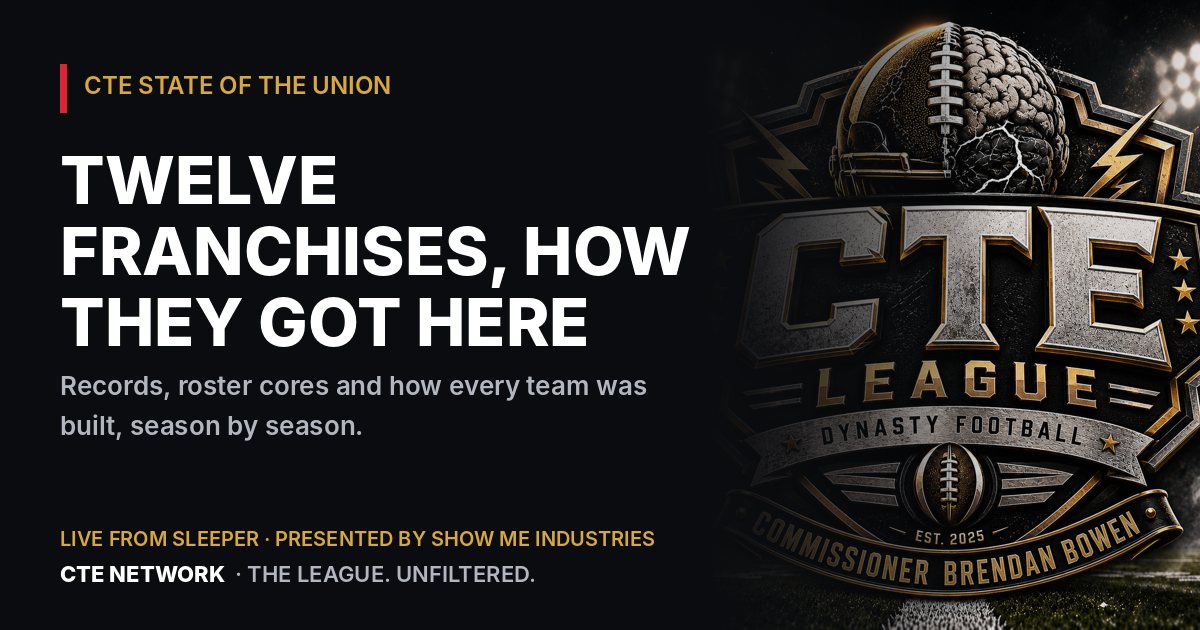 CTE STATE OF THE UNION
TWELVE
FRANCHISES, HOW
THEY GOT HERE
Records, roster cores and how every team was
built, season by season.
LIVE FROM SLEEPER · PRESENTED BY SHOW ME INDUSTRIES
CTE NETWORK · THE LEAGUE. UNFILTERED.
CTE
LEAGUE
DYNASTY FOOTBALL
EST. 2025
COMMISSIONER BRENDAN BOWEN